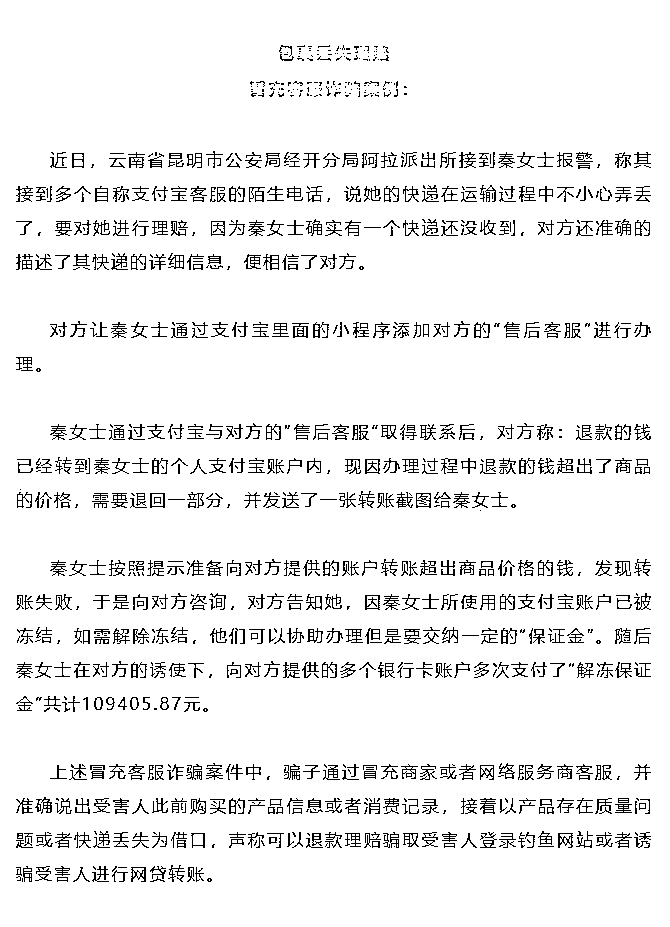 包裹丢失理赔
冒充客服诈骗案例：
近日，云南省昆明市公安局经开分局阿拉派出所接到秦女士报警，称其
接到多个自称支付宝客服的陌生电话，说她的快递在运输过程中不小心弄丢
了，要对她进行理赔，因为秦女士确实有一个快递还没收到，对方还准确的
描述了其快递的详细信息，便相信了对方。
对方让秦女士通过支付宝里面的小程序添加对方的“售后客服”进行办
理。
秦女士通过支付宝与对方的“售后客服“取得联系后，对方称：退款的钱
已经转到秦女士的个人支付宝账户内，现因办理过程中退款的钱超出了商品
的价格，需要退回一部分，并发送了一张转账截图给秦女士。
秦女士按照提示准备向对方提供的账户转账超出商品价格的钱，发现转
账失败，于是向对方咨询，对方告知她，因秦女士所使用的支付宝账户已被
冻结，如需解除冻结，他们可以协助办理但是要交纳一定的“保证金”。随后
秦女士在对方的诱使下，向对方提供的多个银行卡账户多次支付了“解冻保证
金”共计109405.87元。
上述冒充客服诈骗案件中，骗子通过冒充商家或者网络服务商客服，并
准确说出受害人此前购买的产品信息或者消费记录，接着以产品存在质量问
题或者快递丢失为借口，声称可以退款理赔骗取受害人登录钓鱼网站或者诱
骗受害人进行网贷转账。